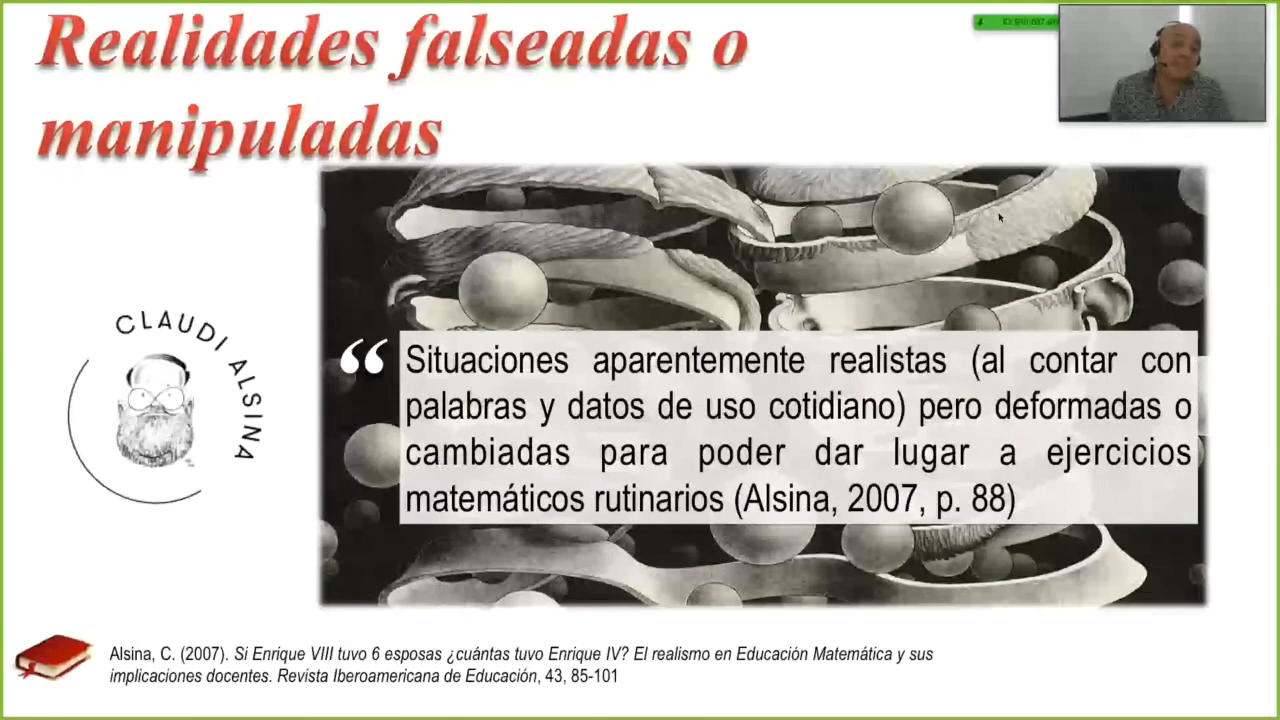 Realidades falseadas o
manipuladas
CLAUDI ALSINA
“ Situaciones aparentemente realistas (al contar con
palabras y datos de uso cotidiano) pero deformadas o
cambiadas para poder dar lugar a ejercicios
matemáticos rutinarios (Alsina, 2007, p. 88)
Alsina, C. (2007). Si Enrique VIII tuvo 6 esposas ¿cuántas tuvo Enrique IV? El realismo en Educación Matemática y sus
implicaciones docentes. Revista Iberoamericana de Educación, 43, 85-101